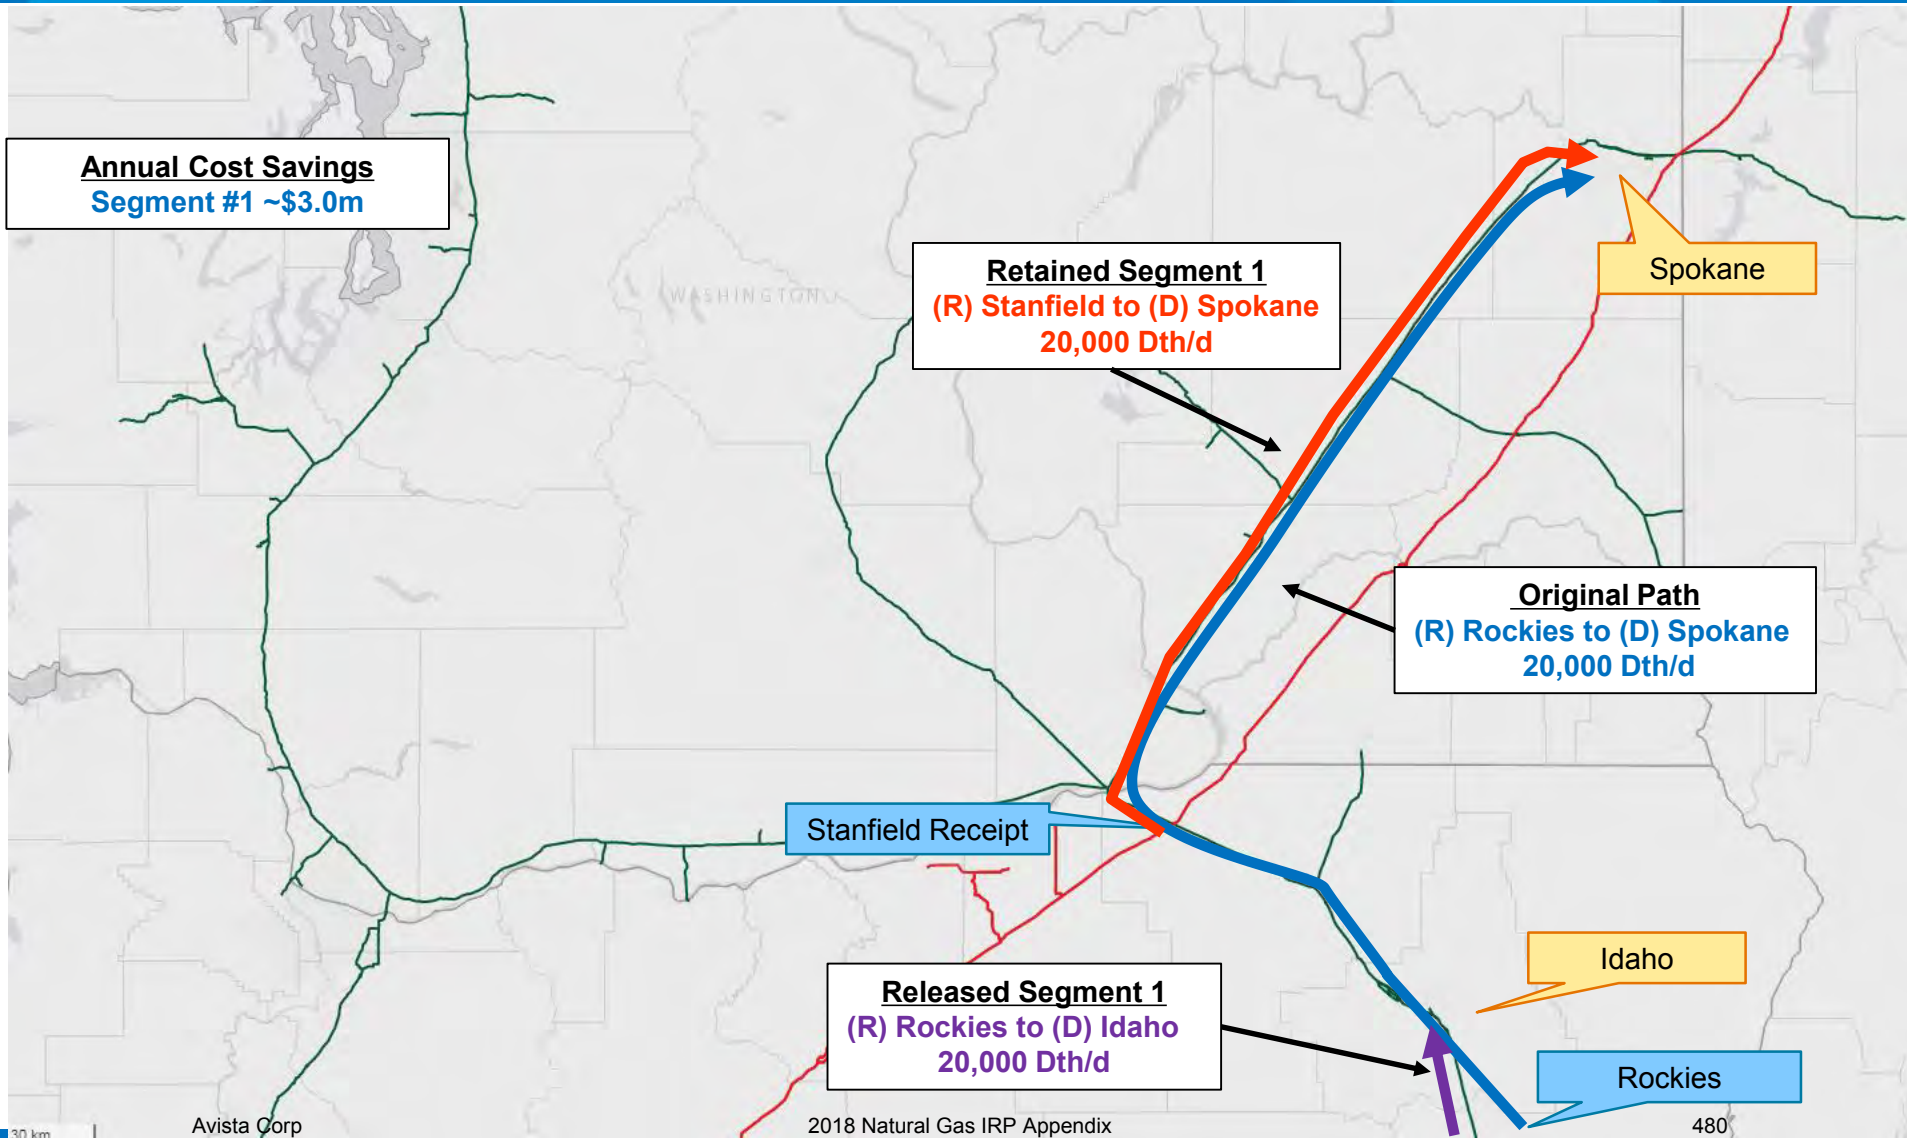 Annual Cost Savings
Segment #1 ~$3.0m
WASHINGTON
Retained Segment 1
(R) Stanfield to (D) Spokane
20,000 Dth/d
Spokane
Original Path
(R) Rockies to (D) Spokane
20,000 Dth/d
Stanfield Receipt
Idaho
Released Segment 1
(R) Rockies to (D) Idaho
20,000 Dth/d
Rockies
30 km
Avista Corp
2018 Natural Gas IRP Appendix
480